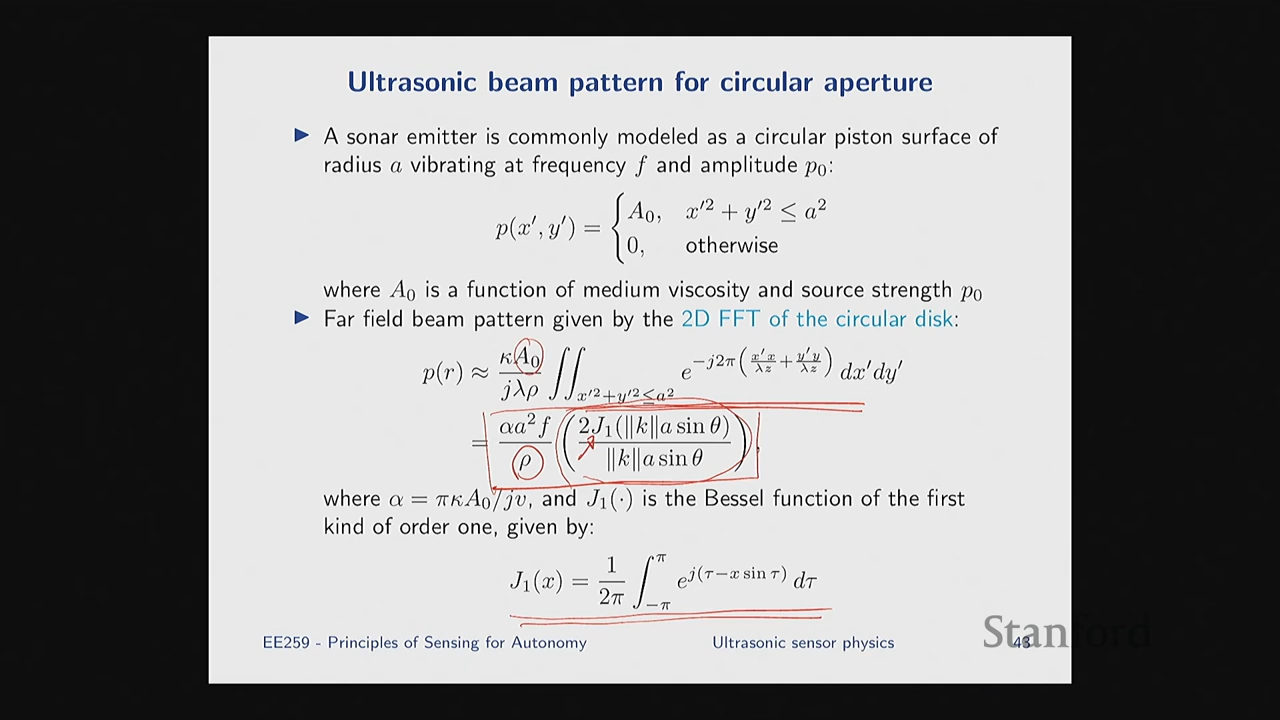 Ultrasonic beam pattern for circular aperture
▶ A sonar emitter is commonly modeled as a circular piston surface of
radius a vibrating at frequency f and amplitude p₀:
p(x′, y′) = { A₀, x′² + y′² ≤ a²
0, otherwise
where A₀ is a function of medium viscosity and source strength p₀
▶ Far field beam pattern given by the 2D FFT of the circular disk:
p(r) ≈ κA₀/jλρ ∬_{x′²+y′²≤a²} e^{−j2π(x′x/λz + y′y/λz)} dx′dy′
= αa²f/ρ (2J₁(‖k‖a sin θ)/‖k‖a sin θ),
where α = πκA₀/jv, and J₁(·) is the Bessel function of the first
kind of order one, given by:
J₁(x) = 1/2π ∫_{−π}^{π} e^{j(τ−x sin τ)} dτ
EE259 - Principles of Sensing for Autonomy Ultrasonic sensor physics 43
Stanford